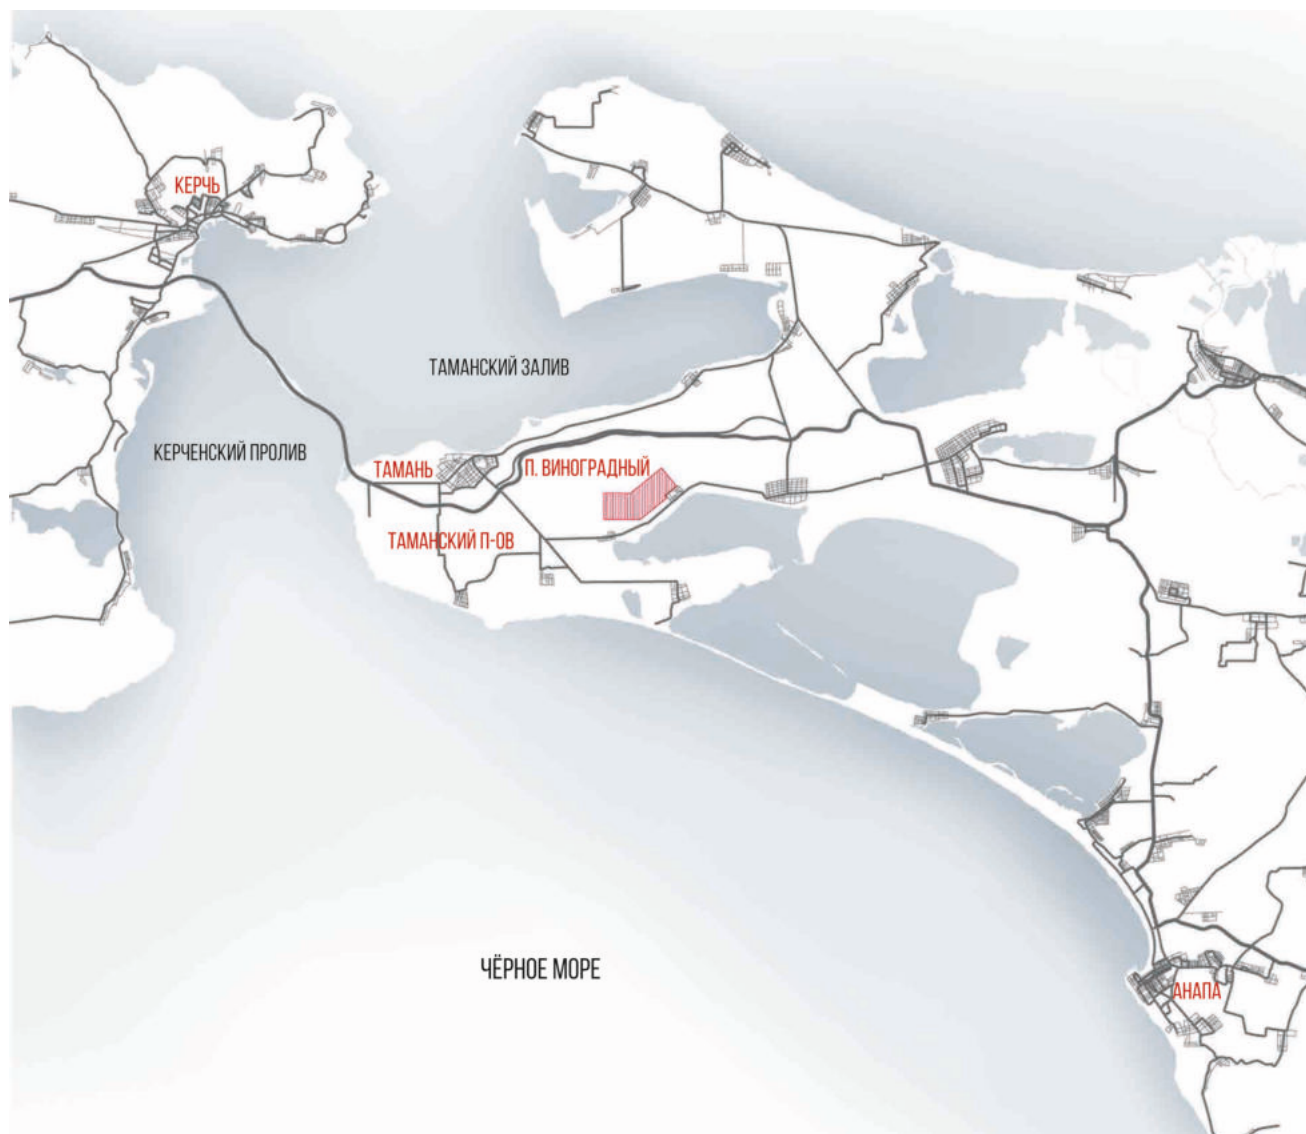 КЕРЧЬ
ТАМАНСКИЙ ЗАЛИВ
КЕРЧЕНСКИЙ ПРОЛИВ
ТАМАНЬ
П. ВИНОГРАДНЫЙ
ТАМАНСКИЙ П-ОВ
ЧЁРНОЕ МОРЕ
АНАПА